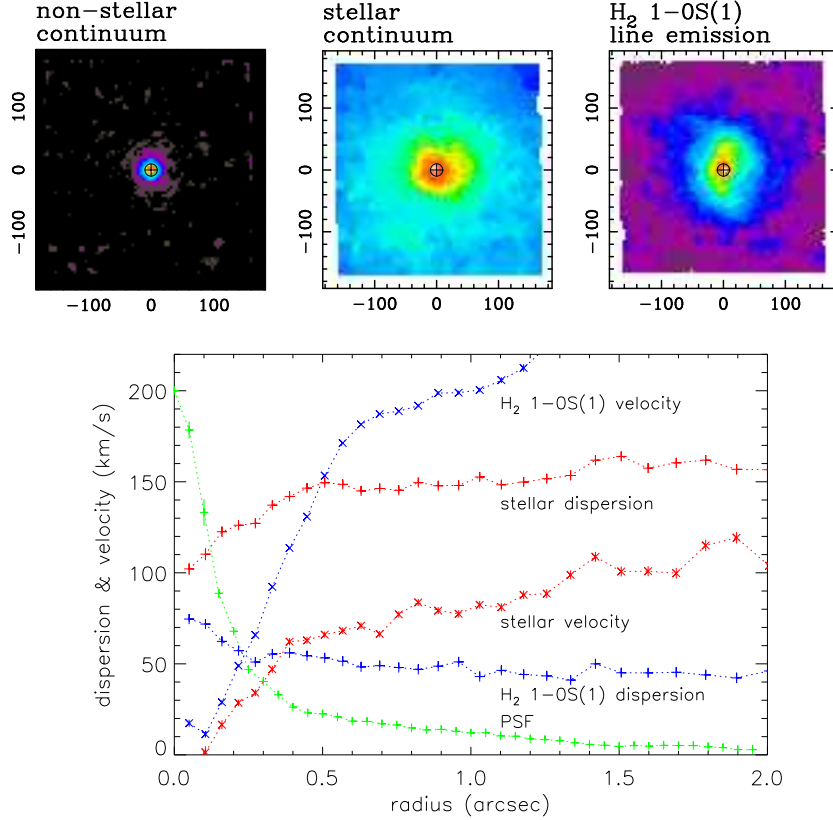 non-stellar
continuum
stellar
continuum
H₂ 1-0S(1)
line emission
100
0
-100
-100 0 100
100
0
-100
-100 0 100
100
0
-100
-100 0 100
dispersion & velocity (km/s)
200
150
100
50
0
H₂ 1-0S(1) velocity
stellar dispersion
stellar velocity
H₂ 1-0S(1) dispersion
PSF
0.0 0.5 1.0 1.5 2.0
radius (arcsec)